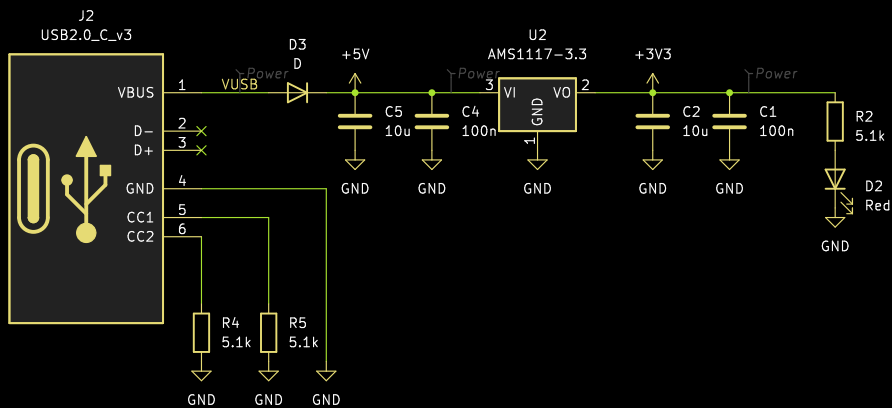 J2
USB2.0_C_v3
VBUS 1
D- 2
D+ 3
GND 4
CC1 5
CC2 6
VUSB
Power
D3
D
+5V
C5
10u
GND
Power
C4
100n
GND
U2
AMS1117-3.3
3 VI VO 2
GND
1
GND
+3V3
C2
10u
GND
Power
C1
100n
GND
R2
5.1k
D2
Red
GND
R4
5.1k
GND
R5
5.1k
GND
GND